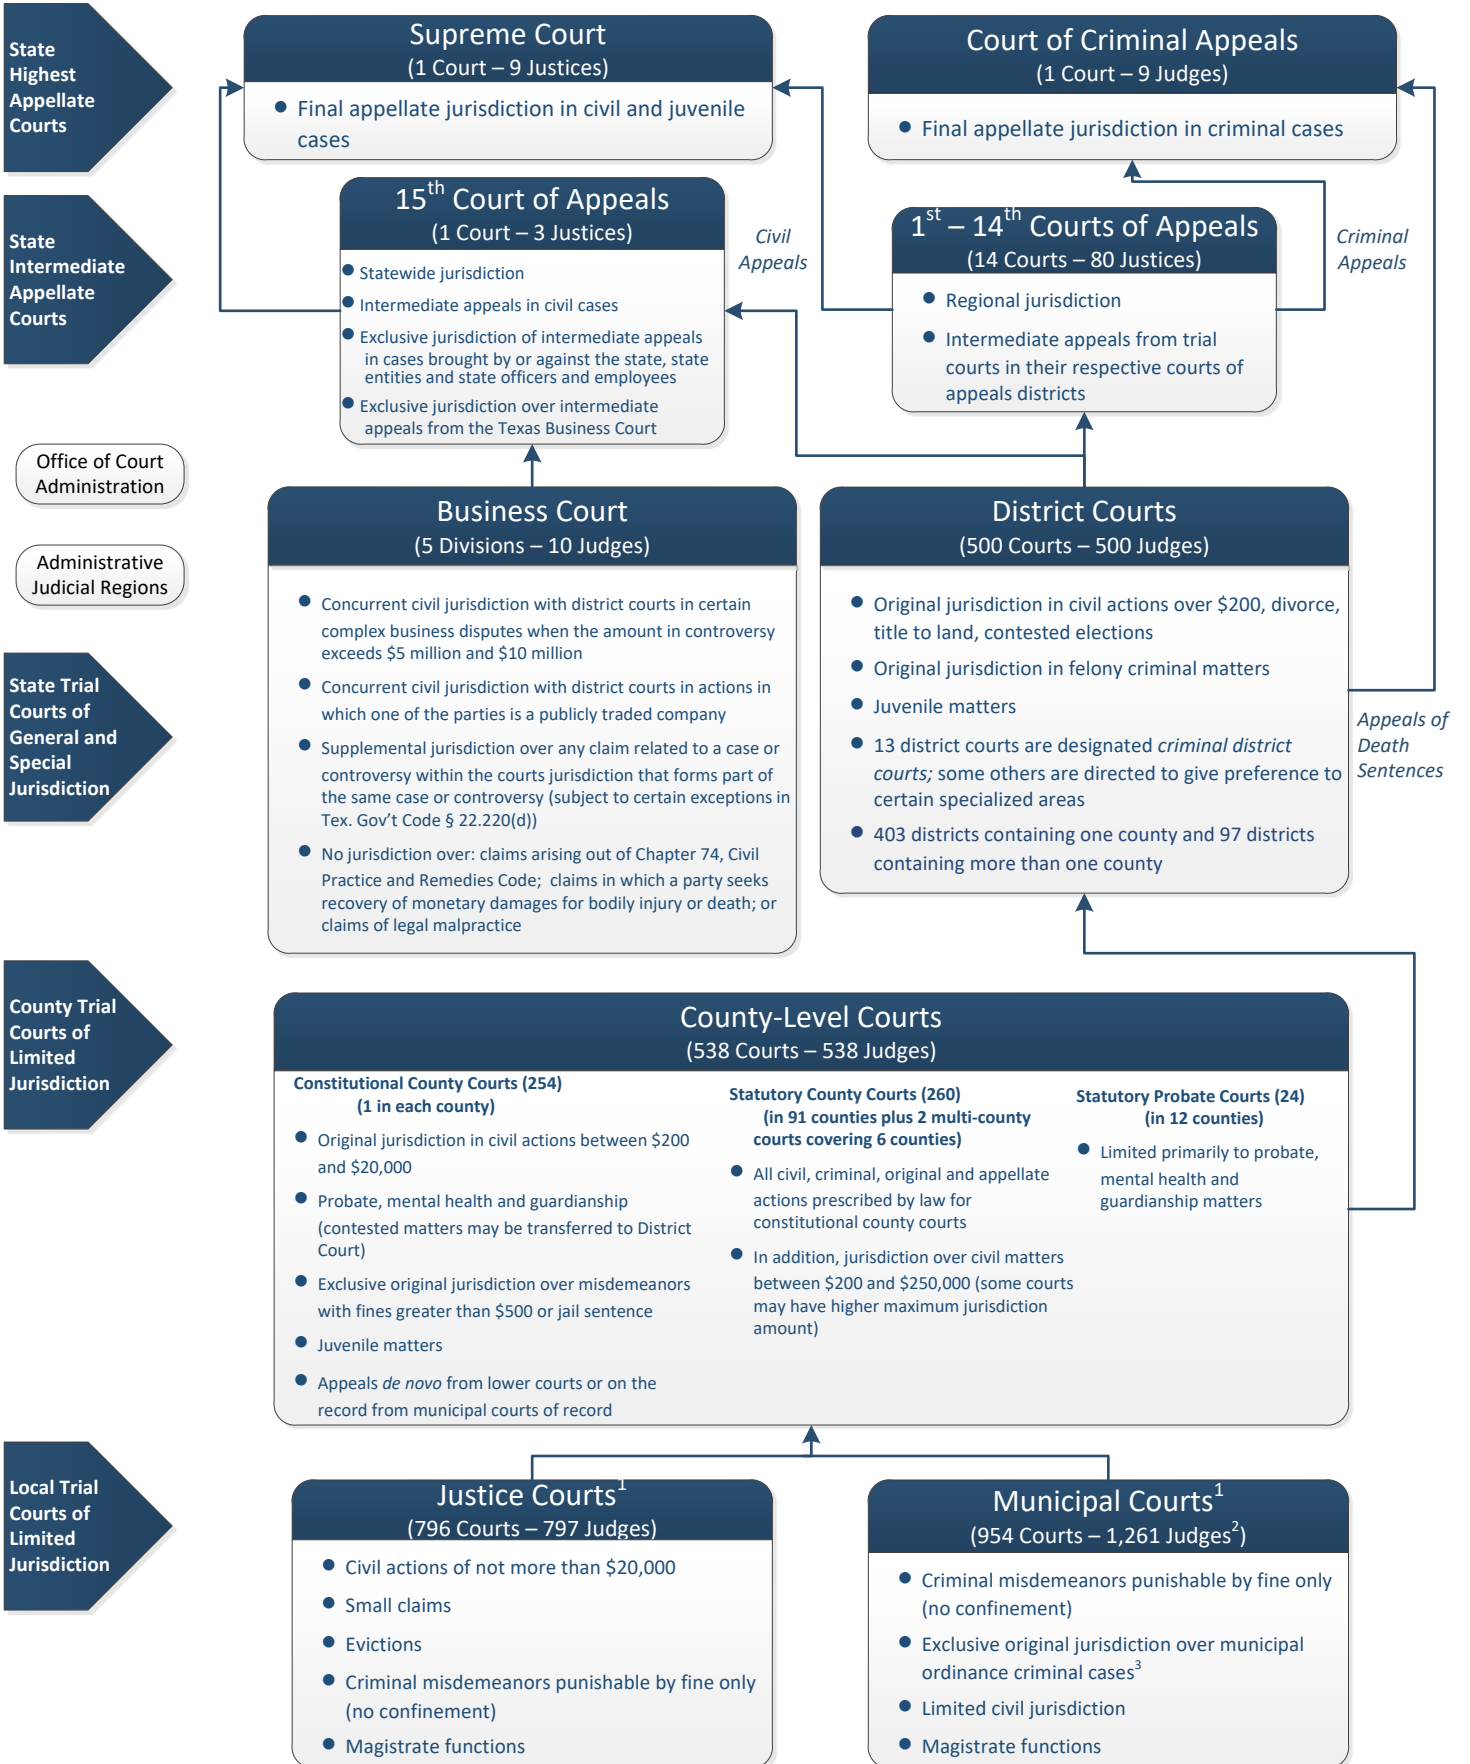 State
Highest
Appellate
Courts
Supreme Court
(1 Court – 9 Justices)
● Final appellate jurisdiction in civil and juvenile
cases
Court of Criminal Appeals
(1 Court – 9 Judges)
● Final appellate jurisdiction in criminal cases
State
Intermediate
Appellate
Courts
15th Court of Appeals
(1 Court – 3 Justices)
● Statewide jurisdiction
● Intermediate appeals in civil cases
● Exclusive jurisdiction of intermediate appeals
in cases brought by or against the state, state
entities and state officers and employees
● Exclusive jurisdiction over intermediate
appeals from the Texas Business Court
Civil
Appeals
1st – 14th Courts of Appeals
(14 Courts – 80 Justices)
● Regional jurisdiction
● Intermediate appeals from trial
courts in their respective courts of
appeals districts
Criminal
Appeals
Office of Court
Administration
Administrative
Judicial Regions
State Trial
Courts of
General and
Special
Jurisdiction
Business Court
(5 Divisions – 10 Judges)
● Concurrent civil jurisdiction with district courts in certain
complex business disputes when the amount in controversy
exceeds $5 million and $10 million
● Concurrent civil jurisdiction with district courts in actions in
which one of the parties is a publicly traded company
● Supplemental jurisdiction over any claim related to a case or
controversy within the courts jurisdiction that forms part of
the same case or controversy (subject to certain exceptions in
Tex. Gov’t Code § 22.220(d))
● No jurisdiction over: claims arising out of Chapter 74, Civil
Practice and Remedies Code; claims in which a party seeks
recovery of monetary damages for bodily injury or death; or
claims of legal malpractice
District Courts
(500 Courts – 500 Judges)
● Original jurisdiction in civil actions over $200, divorce,
title to land, contested elections
● Original jurisdiction in felony criminal matters
● Juvenile matters
● 13 district courts are designated criminal district
courts; some others are directed to give preference to
certain specialized areas
● 403 districts containing one county and 97 districts
containing more than one county
Appeals of
Death
Sentences
County Trial
Courts of
Limited
Jurisdiction
County-Level Courts
(538 Courts – 538 Judges)
Constitutional County Courts (254)
(1 in each county)
● Original jurisdiction in civil actions between $200
and $20,000
● Probate, mental health and guardianship
(contested matters may be transferred to District
Court)
● Exclusive original jurisdiction over misdemeanors
with fines greater than $500 or jail sentence
● Juvenile matters
● Appeals de novo from lower courts or on the
record from municipal courts of record
Statutory County Courts (260)
(in 91 counties plus 2 multi-county
courts covering 6 counties)
● All civil, criminal, original and appellate
actions prescribed by law for
constitutional county courts
● In addition, jurisdiction over civil matters
between $200 and $250,000 (some courts
may have higher maximum jurisdiction
amount)
Statutory Probate Courts (24)
(in 12 counties)
● Limited primarily to probate,
mental health and
guardianship matters
Local Trial
Courts of
Limited
Jurisdiction
Justice Courts1
(796 Courts – 797 Judges)
● Civil actions of not more than $20,000
● Small claims
● Evictions
● Criminal misdemeanors punishable by fine only
(no confinement)
● Magistrate functions
Municipal Courts1
(954 Courts – 1,261 Judges2)
● Criminal misdemeanors punishable by fine only
(no confinement)
● Exclusive original jurisdiction over municipal
ordinance criminal cases3
● Limited civil jurisdiction
● Magistrate functions